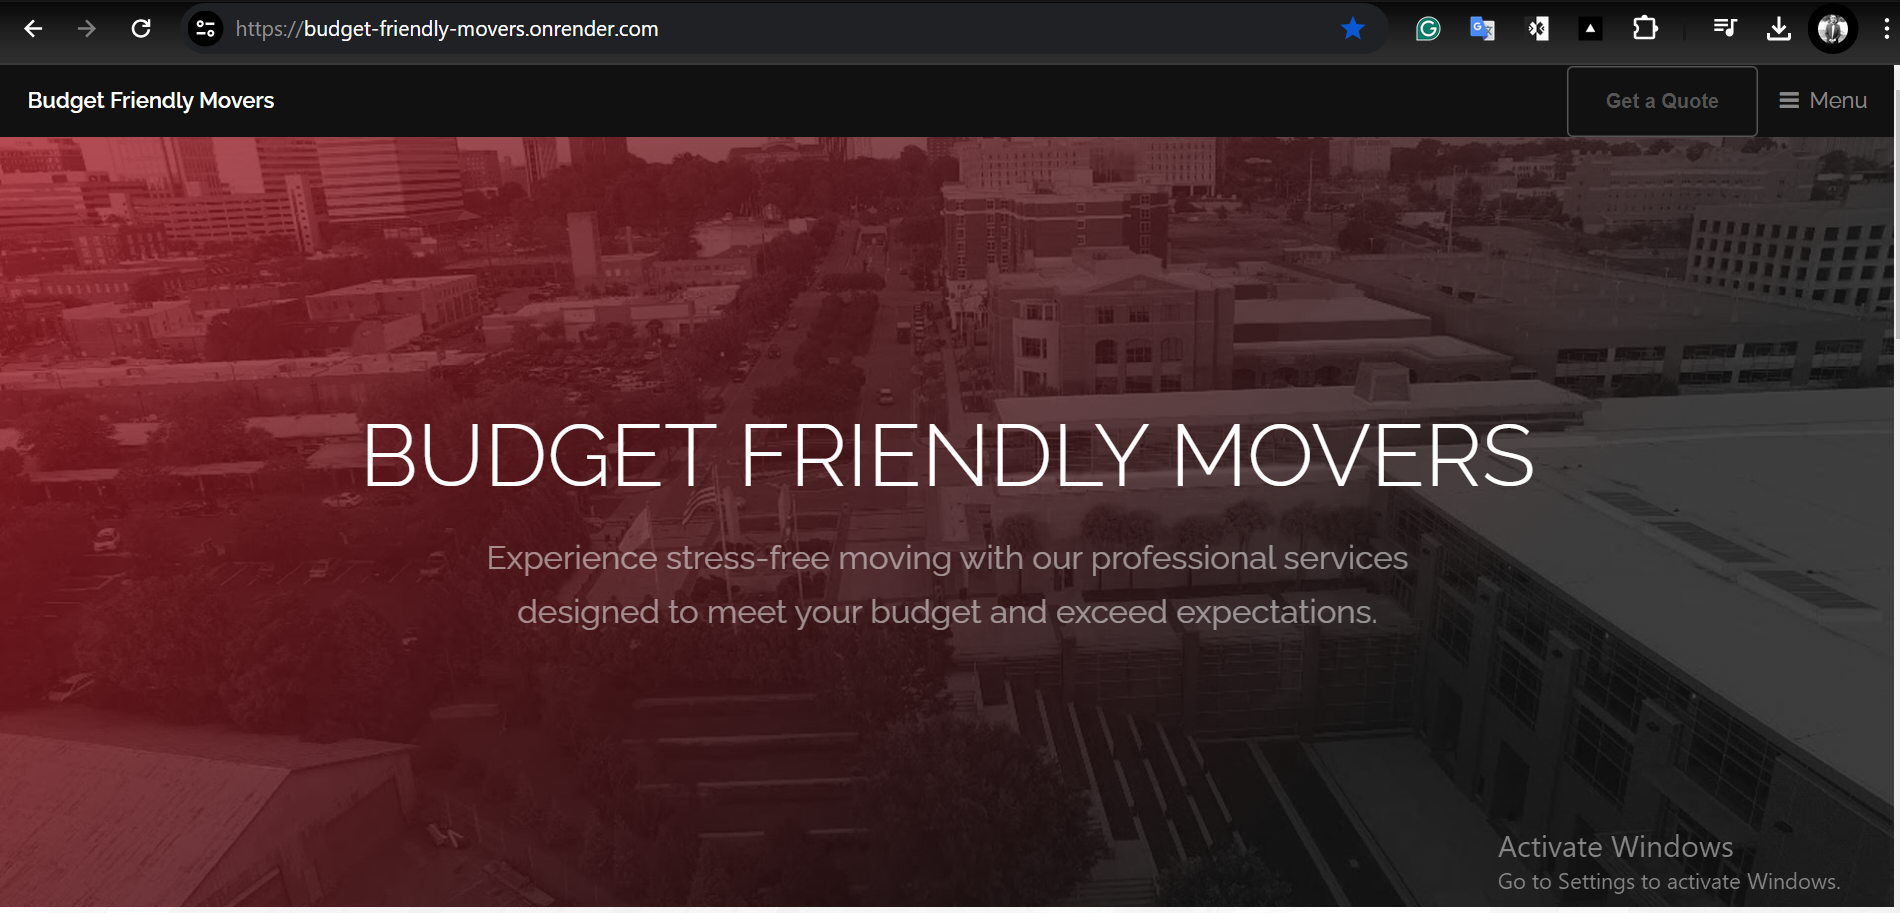 https://budget-friendly-movers.onrender.com
Budget Friendly Movers
Get a Quote
Menu
BUDGET FRIENDLY MOVERS
Experience stress-free moving with our professional services
designed to meet your budget and exceed expectations.
Activate Windows
Go to Settings to activate Windows.